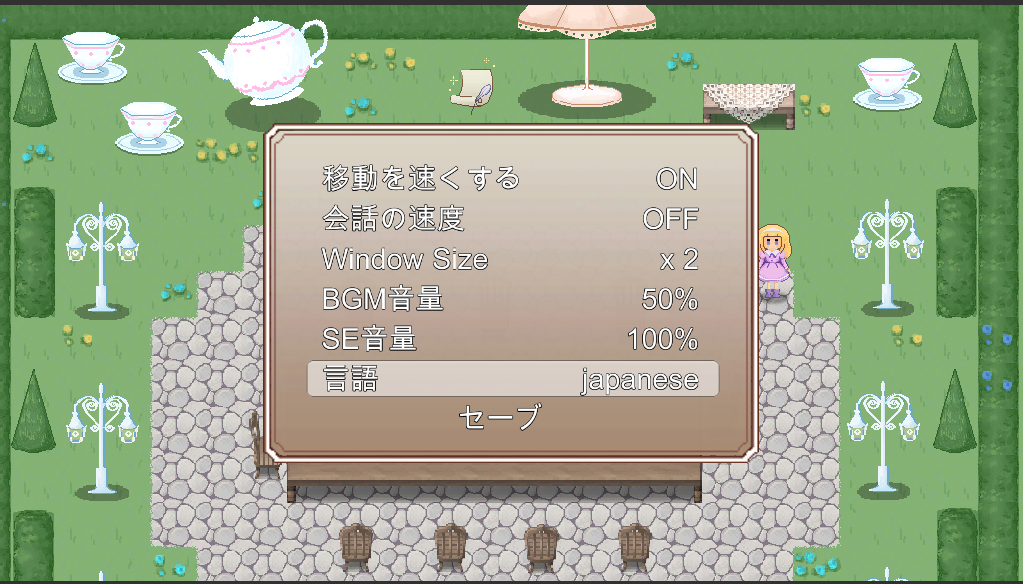 移動を速くする ON
会話の速度 OFF
Window Size x 2
BGM音量 50%
SE音量 100%
言語 japanese
セーブ